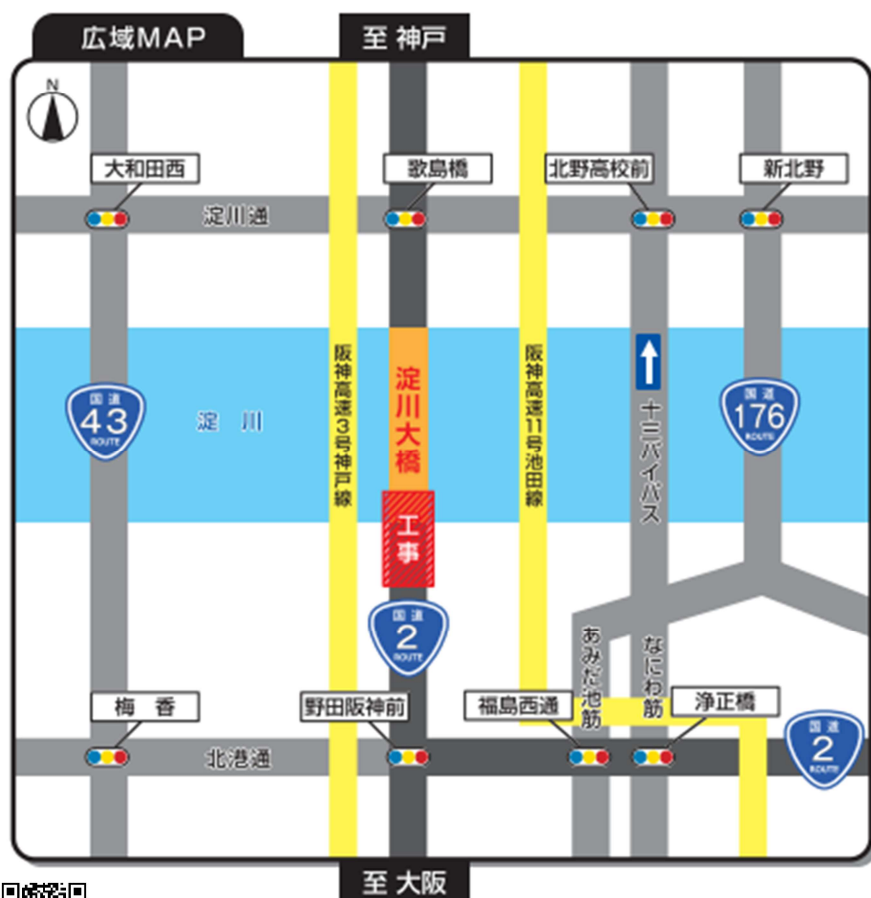 広域MAP
至 神戸
N
大和田西
歌島橋
北野高校前
新北野
淀川通
国道
43
ROUTE
淀 川
阪神高速3号神戸線
淀川大橋
阪神高速11号池田線
十三バイパス
国道
176
ROUTE
工事
国道
2
ROUTE
あみだ池筋
なにわ筋
梅 香
野田阪神前
福島西通
浄正橋
北港通
国道
2
ROUTE
至 大阪